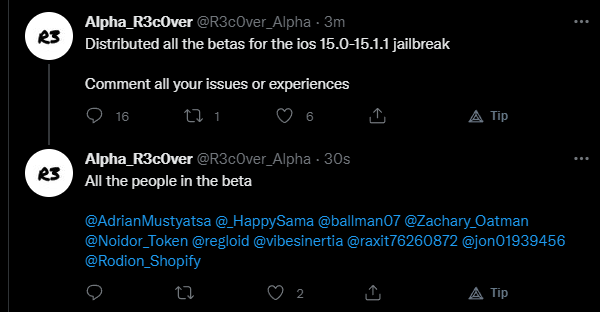 R3
Alpha_R3c0ver @R3c0ver_Alpha · 3m
Distributed all the betas for the ios 15.0-15.1.1 jailbreak
Comment all your issues or experiences
16 1 6 Tip
R3
Alpha_R3c0ver @R3c0ver_Alpha · 30s
All the people in the beta
@AdrianMustyatsa @_HappySama @ballman07 @Zachary_Oatman
@Noidor_Token @regloid @vibesinertia @raxit76260872 @jon01939456
@Rodion_Shopify
2 Tip